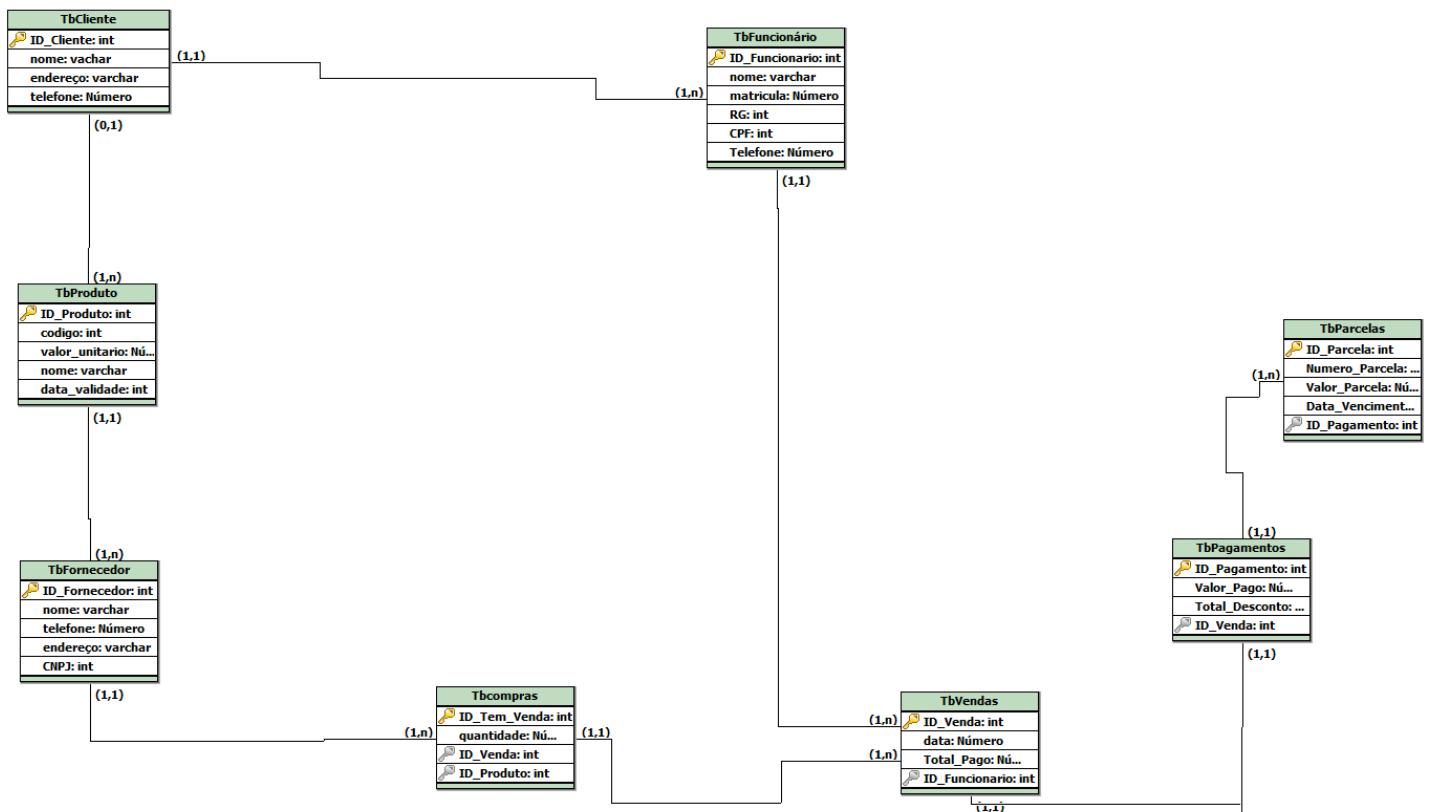 TbCliente
ID_Cliente: int
nome: vachar
endereço: varchar
telefone: Número
(1,1)
(0,1)
TbFuncionário
ID_Funcionario: int
nome: varchar
matricula: Número
RG: int
CPF: int
Telefone: Número
(1,n)
(1,1)
(1,n)
TbProduto
ID_Produto: int
codigo: int
valor_unitario: Nú...
nome: varchar
data_validade: int
(1,1)
TbParcelas
ID_Parcela: int
Numero_Parcela: ...
Valor_Parcela: Nú...
Data_Venciment...
ID_Pagamento: int
(1,n)
(1,1)
TbPagamentos
ID_Pagamento: int
Valor_Pago: Nú...
Total_Desconto: ...
ID_Venda: int
(1,1)
(1,n)
TbFornecedor
ID_Fornecedor: int
nome: varchar
telefone: Número
endereço: varchar
CNPJ: int
(1,1)
(1,n)
Tbcompras
ID_Tem_Venda: int
quantidade: Nú...
ID_Venda: int
ID_Produto: int
(1,1)
(1,n)
(1,n)
TbVendas
ID_Venda: int
data: Número
Total_Pago: Nú...
ID_Funcionario: int
(1,1)
(1,1)